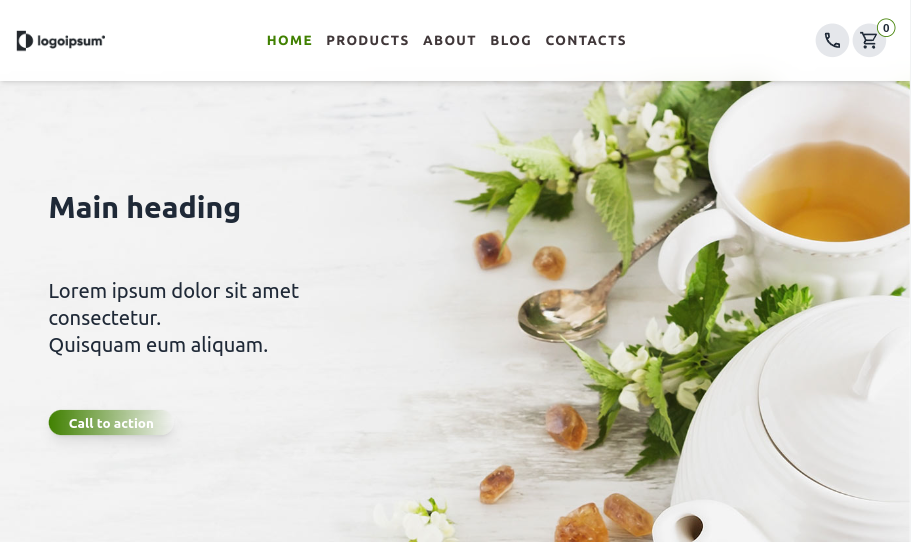 logoipsum
HOME PRODUCTS ABOUT BLOG CONTACTS
0
Main heading
Lorem ipsum dolor sit amet
consectetur.
Quisquam eum aliquam.
Call to action